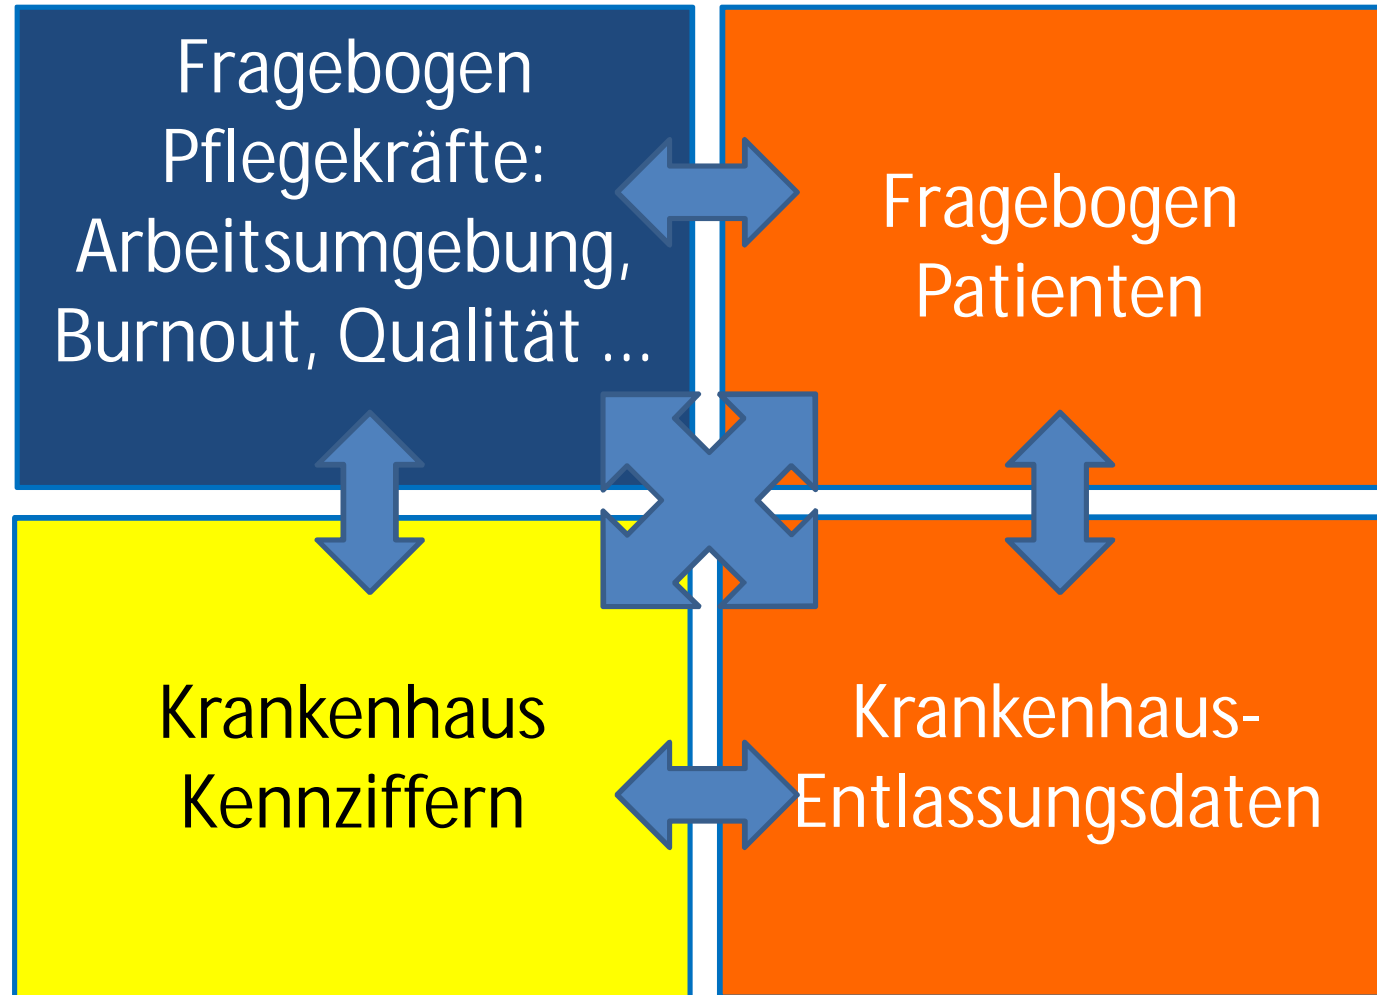 Fragebogen
Pflegekräfte:
Arbeitsumgebung,
Burnout, Qualität ...
Fragebogen
Patienten
Krankenhaus
Kennziffern
Krankenhaus-
Entlassungsdaten